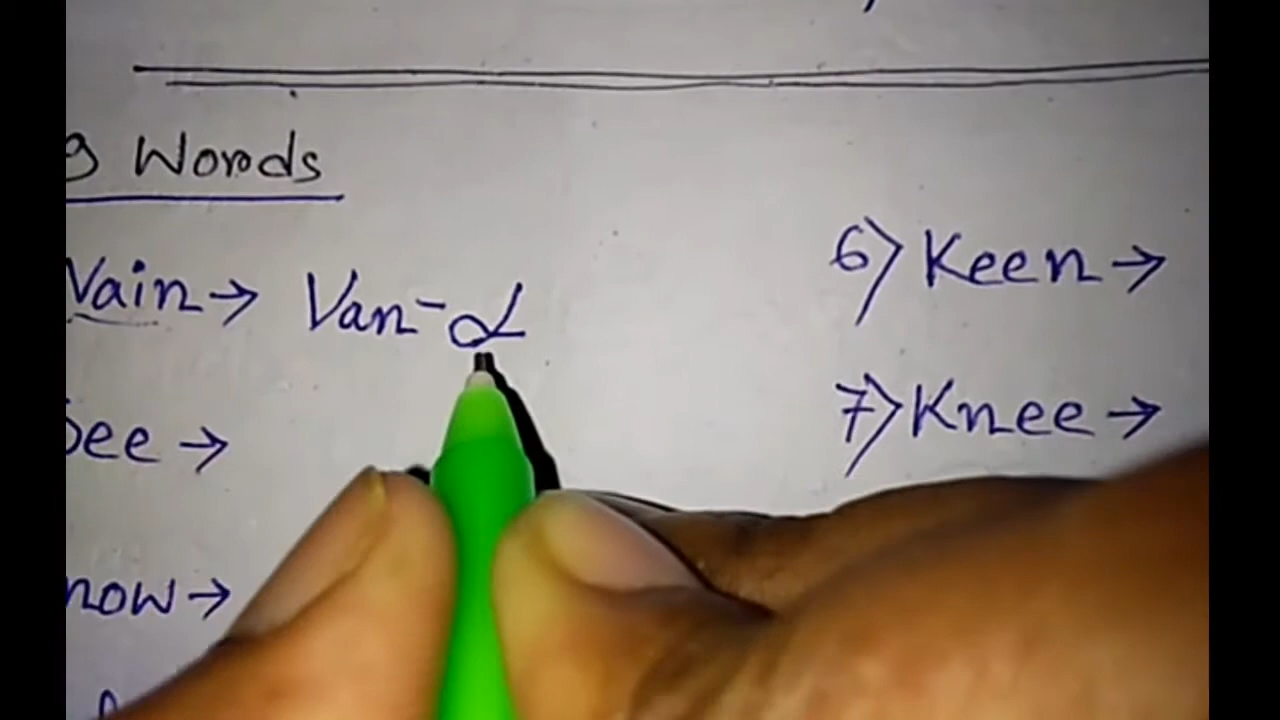 g Words
Vain → Van -
6) Keen →
ee →
7) Knee →
now →